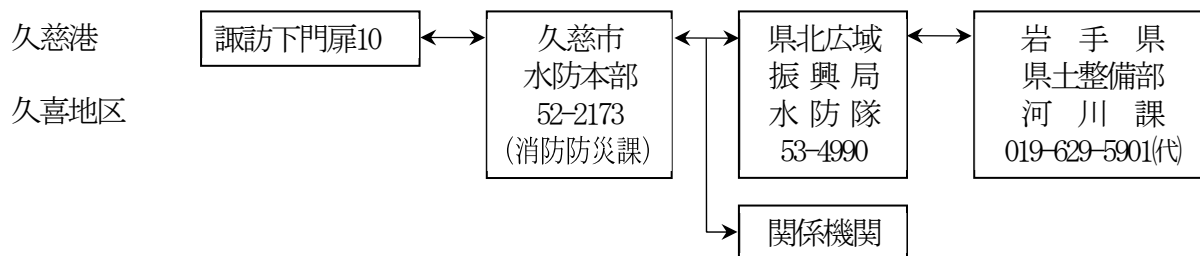 久慈港
久喜地区
諏訪下門扉10
久慈市
水防本部
52-2173
(消防防災課)
県北広域
振興局
水防隊
53-4990
岩手県
県土整備部
河川課
019-629-5901(代)
関係機関